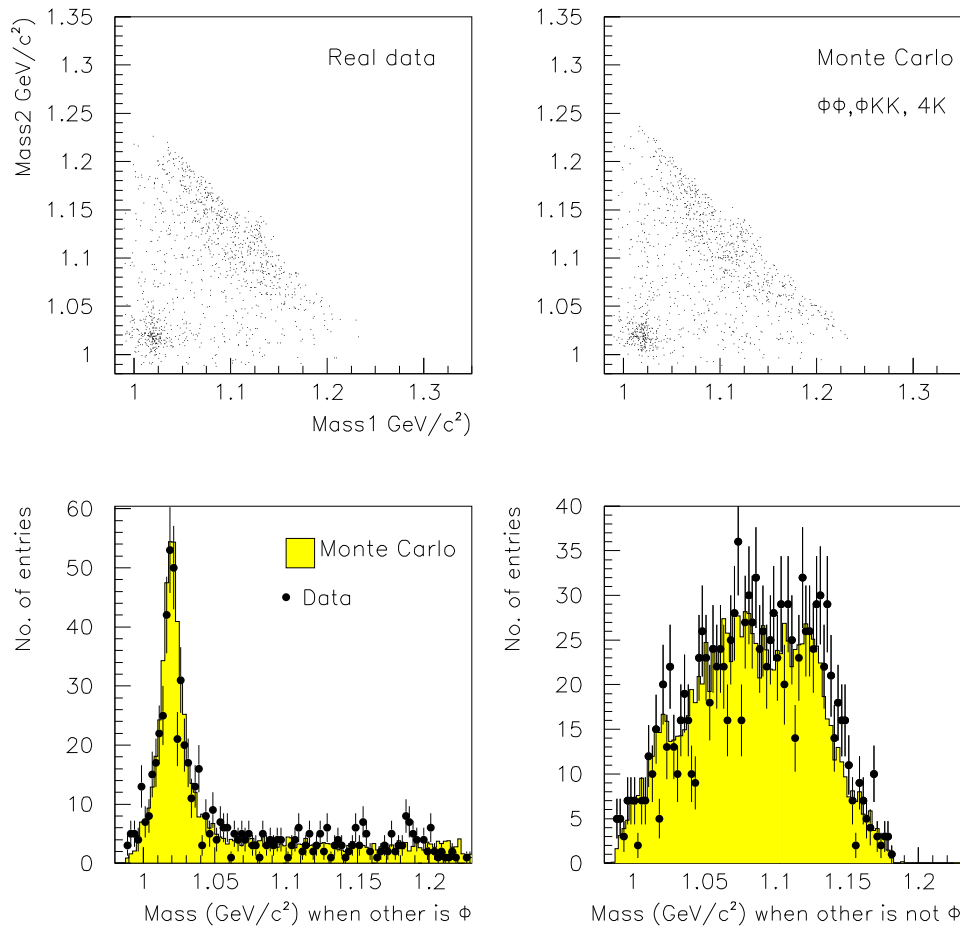 Mass2 GeV/c²)
1.35
1.3
1.25
1.2
1.15
1.1
1.05
1
Real data
1 1.1 1.2 1.3
Mass1 GeV/c²)
1.35
1.3
1.25
1.2
1.15
1.1
1.05
1
Monte Carlo
ϕϕ,ϕKK, 4K
1 1.1 1.2 1.3
No. of entries
60
50
40
30
20
10
0
Monte Carlo
Data
1 1.05 1.1 1.15 1.2
Mass (GeV/c²) when other is ϕ
No. of entries
40
35
30
25
20
15
10
5
0
1 1.05 1.1 1.15 1.2
Mass (GeV/c²) when other is not ϕ